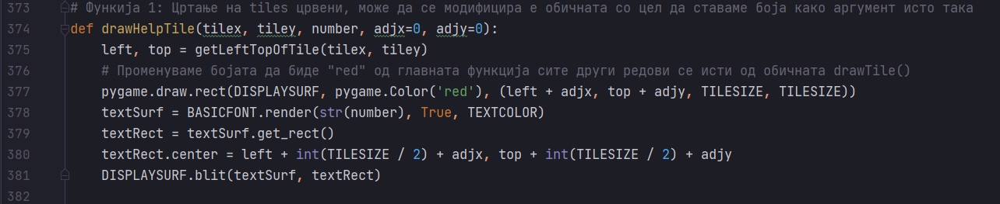 373 # Функија 1: Цртање на tiles црвени, може да се модифицира е обичната со цел да ставаме боја како аргумент исто така
374 def drawHelpTile(tilex, tiley, number, adjx=0, adjy=0):
375     left, top = getLeftTopOfTile(tilex, tiley)
376     # Променуваме бојата да биде "red" од главната функција сите други редови се исти од обичната drawTile()
377     pygame.draw.rect(DISPLAYSURF, pygame.Color('red'), (left + adjx, top + adjy, TILESIZE, TILESIZE))
378     textSurf = BASICFONT.render(str(number), True, TEXTCOLOR)
379     textRect = textSurf.get_rect()
380     textRect.center = left + int(TILESIZE / 2) + adjx, top + int(TILESIZE / 2) + adjy
381     DISPLAYSURF.blit(textSurf, textRect)
382